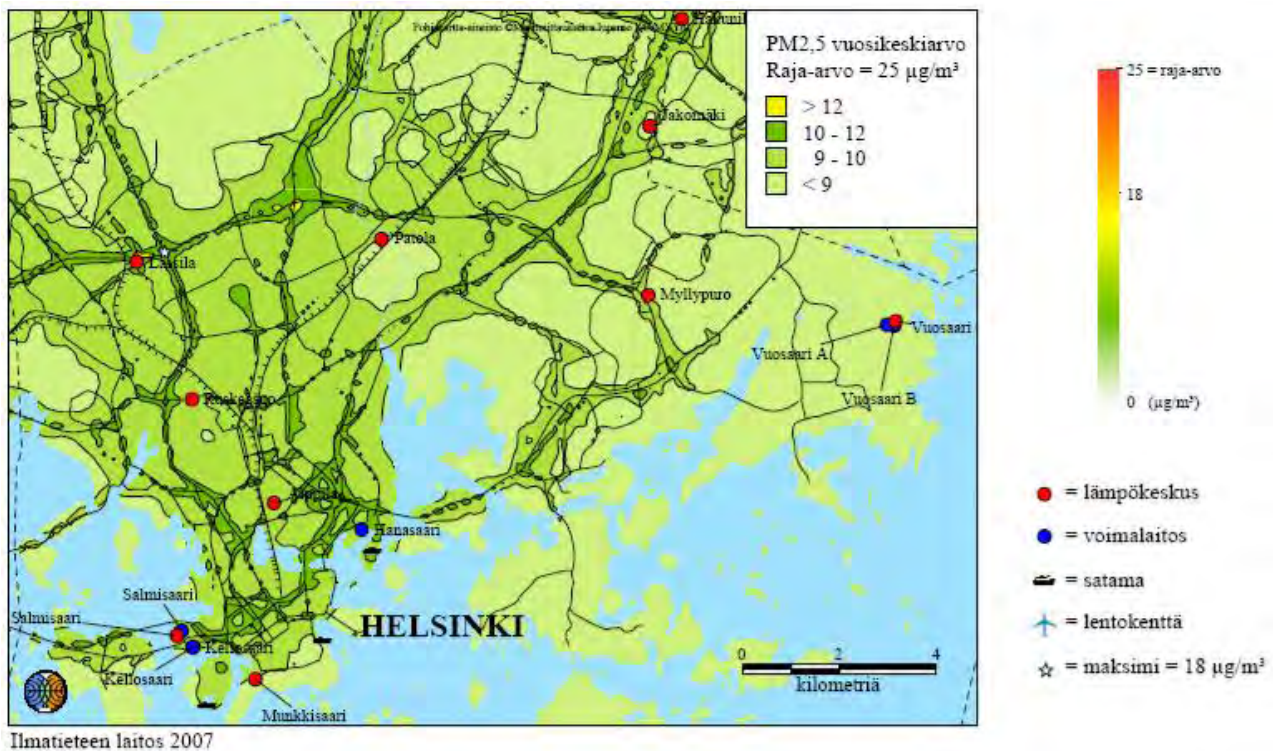 PM2,5 vuosikeskiarvo
Raja-arvo = 25 µg/m³
> 12
10 - 12
9 - 10
< 9
25 = raja-arvo
18
0 (µg/m³)
Jakomäki
Patola
Lassila
Myllypuro
Vuosaari
Vuosaari A
Vuosaari B
Ruskeasuo
Hanasaari
Salmisaari
Salmisaari
HELSINKI
Kellosaari
Kellosaari
Munkkisaari
0 2 4
kilometriä
= lämpökeskus
= voimalaitos
= satama
= lentokenttä
= maksimi = 18 µg/m³
Ilmatieteen laitos 2007